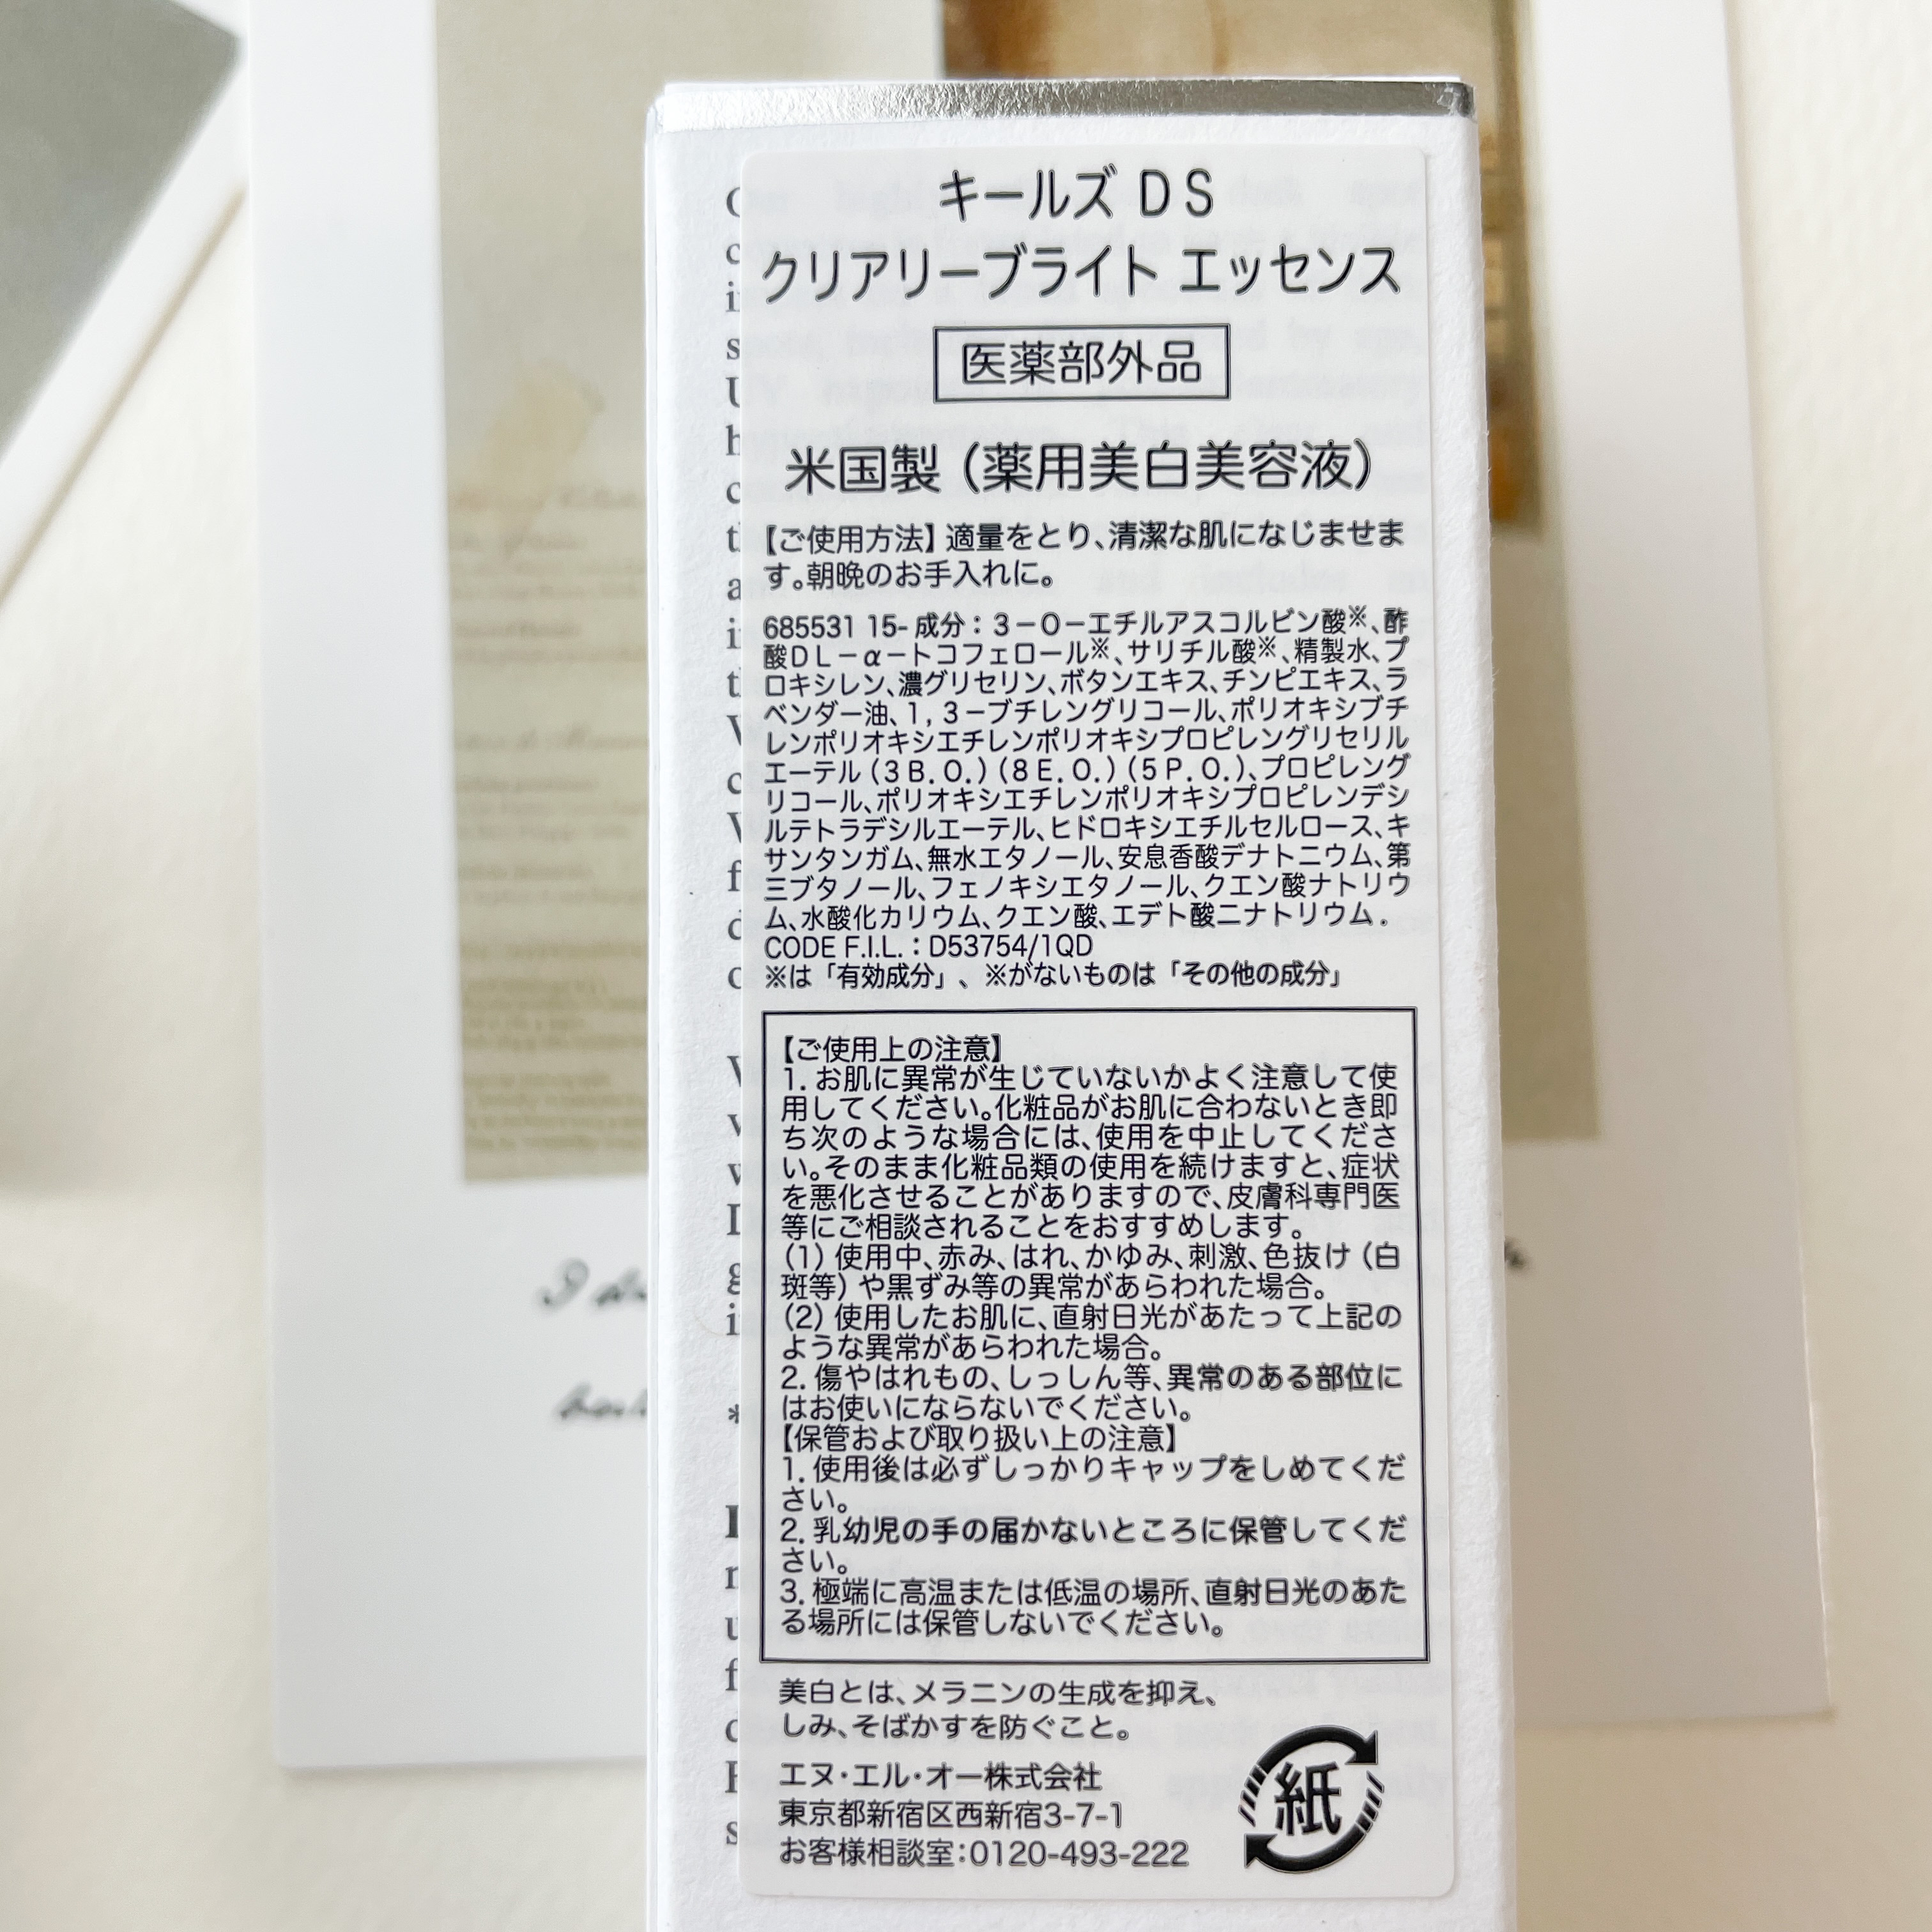 キールズ DS
クリアリーブライト エッセンス
医薬部外品
米国製（薬用美白美容液）
【ご使用方法】適量をとり、清潔な肌になじませま
す。朝晩のお手入れに。
685531 15- 成分：3－O－エチルアスコルビン酸※、酢
酸DL－α－トコフェロール※、サリチル酸※、精製水、プ
ロキシレン、濃グリセリン、ボタンエキス、チンピエキス、ラ
ベンダー油、1，3－ブチレングリコール、ポリオキシブチ
レンポリオキシエチレンポリオキシプロピレングリセリル
エーテル（3B.O.）（8E.O.）（5P.O.）、プロピレング
リコール、ポリオキシエチレンポリオキシプロピレンデシ
ルテトラデシルエーテル、ヒドロキシエチルセルロース、キ
サンタンガム、無水エタノール、安息香酸デナトニウム、第
三ブタノール、フェノキシエタノール、クエン酸ナトリウ
ム、水酸化カリウム、クエン酸、エデト酸二ナトリウム．
CODE F.I.L.：D53754/1QD
※は「有効成分」、※がないものは「その他の成分」
【ご使用上の注意】
1. お肌に異常が生じていないかよく注意して使
用してください。化粧品がお肌に合わないとき即
ち次のような場合には、使用を中止してくださ
い。そのまま化粧品類の使用を続けますと、症状
を悪化させることがありますので、皮膚科専門医
等にご相談されることをおすすめします。
(1) 使用中、赤み、はれ、かゆみ、刺激、色抜け（白
斑等）や黒ずみ等の異常があらわれた場合。
(2) 使用したお肌に、直射日光があたって上記の
ような異常があらわれた場合。
2. 傷やはれもの、しっしん等、異常のある部位に
はお使いにならないでください。
【保管および取り扱い上の注意】
1. 使用後は必ずしっかりキャップをしめてくだ
さい。
2. 乳幼児の手の届かないところに保管してくだ
さい。
3. 極端に高温または低温の場所、直射日光のあた
る場所には保管しないでください。
美白とは、メラニンの生成を抑え、
しみ、そばかすを防ぐこと。
エヌ・エル・オー株式会社
東京都新宿区西新宿3-7-1
お客様相談室：0120-493-222
紙